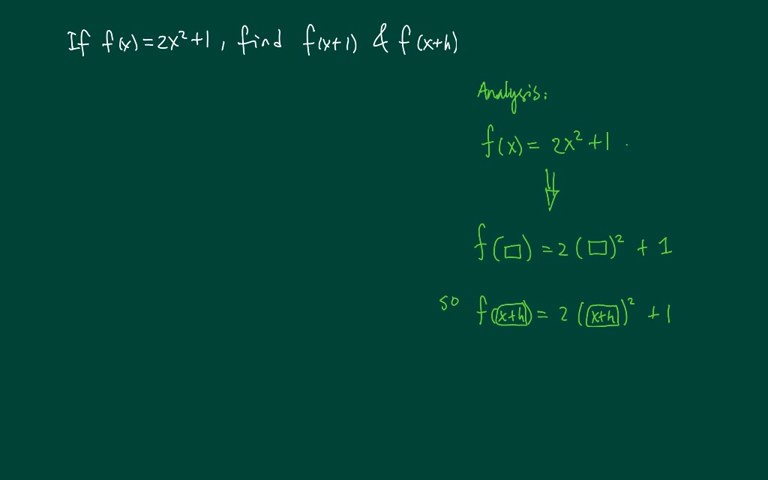 If f(x) = 2x² + 1, find f(x+1) & f(x+h)
Analysis:
f(x) = 2x² + 1.
⇓
f(□) = 2(□)² + 1
so f(x+h) = 2(x+h)² + 1